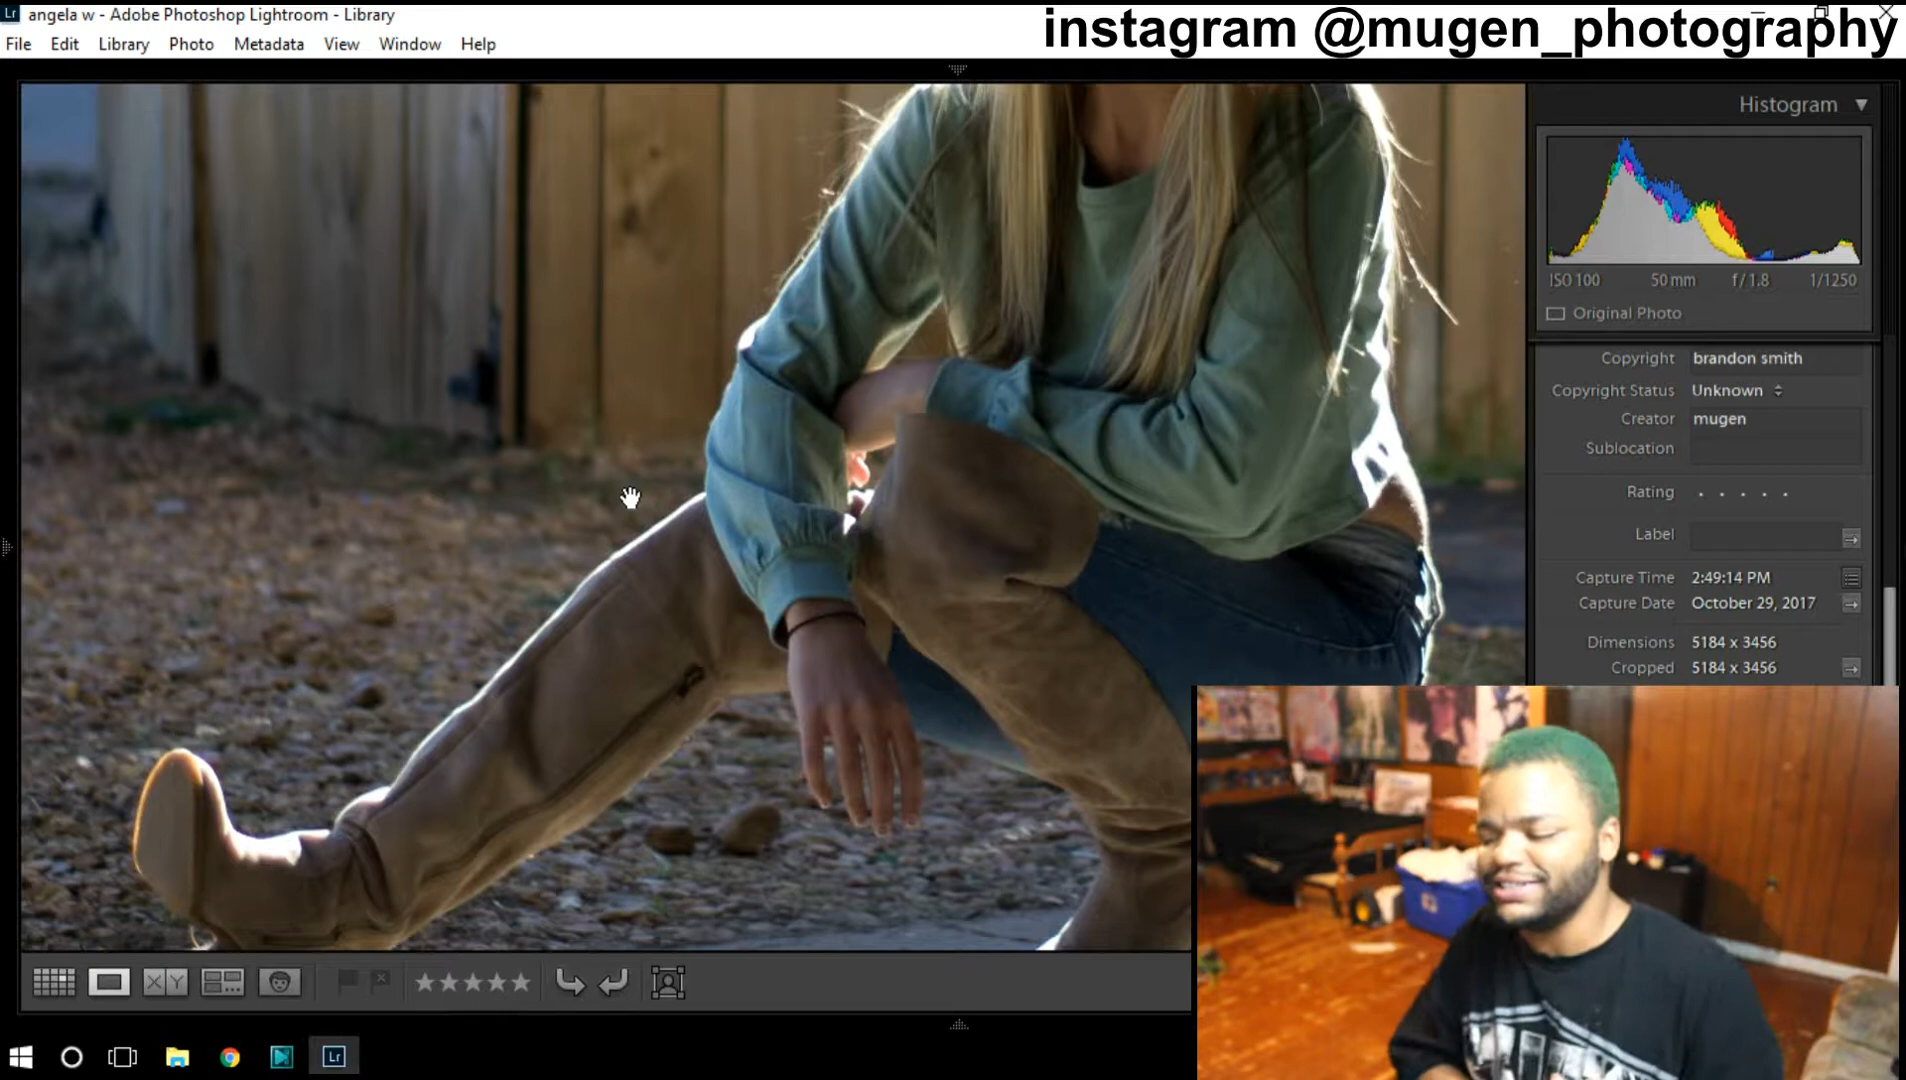 Lr angela w - Adobe Photoshop Lightroom - Library
instagram @mugen_photography
File Edit Library Photo Metadata View Window Help
Histogram
ISO 100 50 mm f / 1.8 1/1250
Original Photo
Copyright brandon smith
Copyright Status Unknown
Creator mugen
Sublocation
Rating
Label
Capture Time 2:49:14 PM
Capture Date October 29, 2017
Dimensions 5184 x 3456
Cropped 5184 x 3456
X Y
Lr